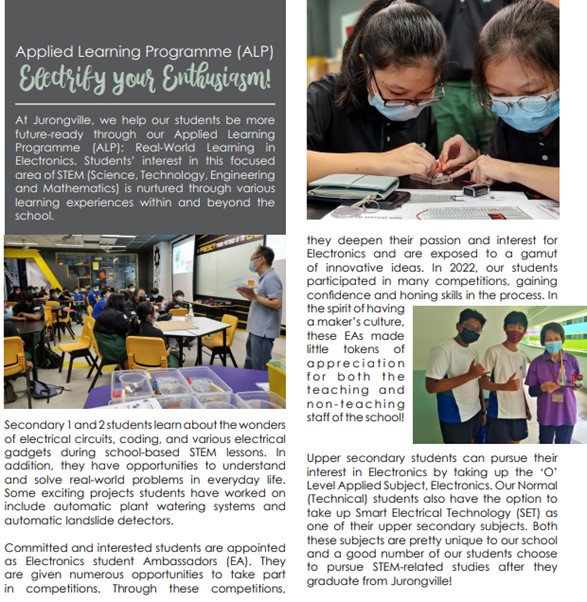 Applied Learning Programme (ALP)
Electrify your Enthusiasm!
At Jurongville, we help our students be more
future-ready through our Applied Learning
Programme (ALP): Real-World Learning in
Electronics. Students' interest in this focused
area of STEM (Science, Technology, Engineering
and Mathematics) is nurtured through various
learning experiences within and beyond the
school.
Secondary 1 and 2 students learn about the wonders
of electrical circuits, coding, and various electrical
gadgets during school-based STEM lessons. In
addition, they have opportunities to understand
and solve real-world problems in everyday life.
Some exciting projects students have worked on
include automatic plant watering systems and
automatic landslide detectors.
Committed and interested students are appointed
as Electronics student Ambassadors (EA). They
are given numerous opportunities to take part
in competitions. Through these competitions,
they deepen their passion and interest for
Electronics and are exposed to a gamut
of innovative ideas. In 2022, our students
participated in many competitions, gaining
confidence and honing skills in the process. In
the spirit of having
a maker's culture,
these EAs made
little tokens of
appreciation
for both the
teaching and
non-teaching
staff of the school!
Upper secondary students can pursue their
interest in Electronics by taking up the 'O'
Level Applied Subject, Electronics. Our Normal
(Technical) students also have the option to
take up Smart Electrical Technology (SET) as
one of their upper secondary subjects. Both
these subjects are pretty unique to our school
and a good number of our students choose
to pursue STEM-related studies after they
graduate from Jurongville!